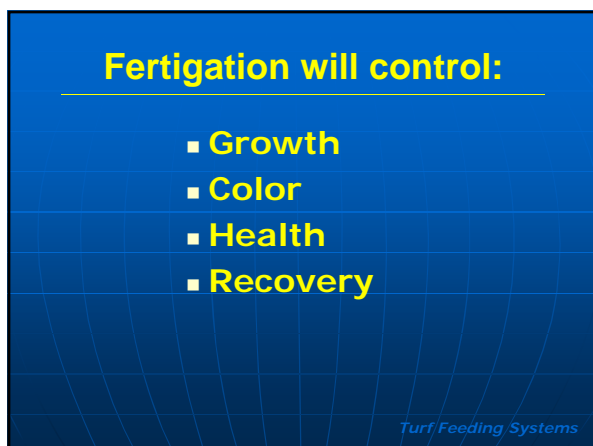 Fertigation will control:
Growth
Color
Health
Recovery
Turf Feeding Systems